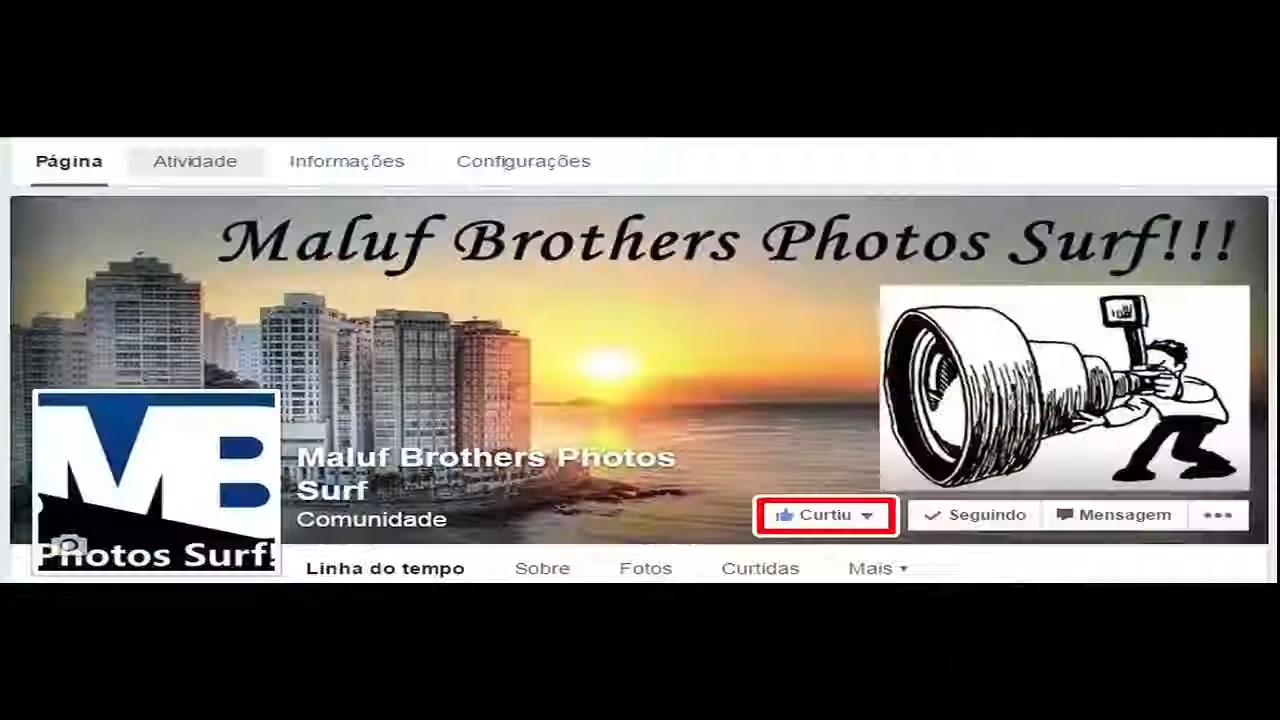 Página Atividade Informações Configurações
Maluf Brothers Photos Surf!!!
MB
Photos Surf!
Maluf Brothers Photos
Surf
Comunidade
Curtiu Seguindo Mensagem
Linha do tempo Sobre Fotos Curtidas Mais